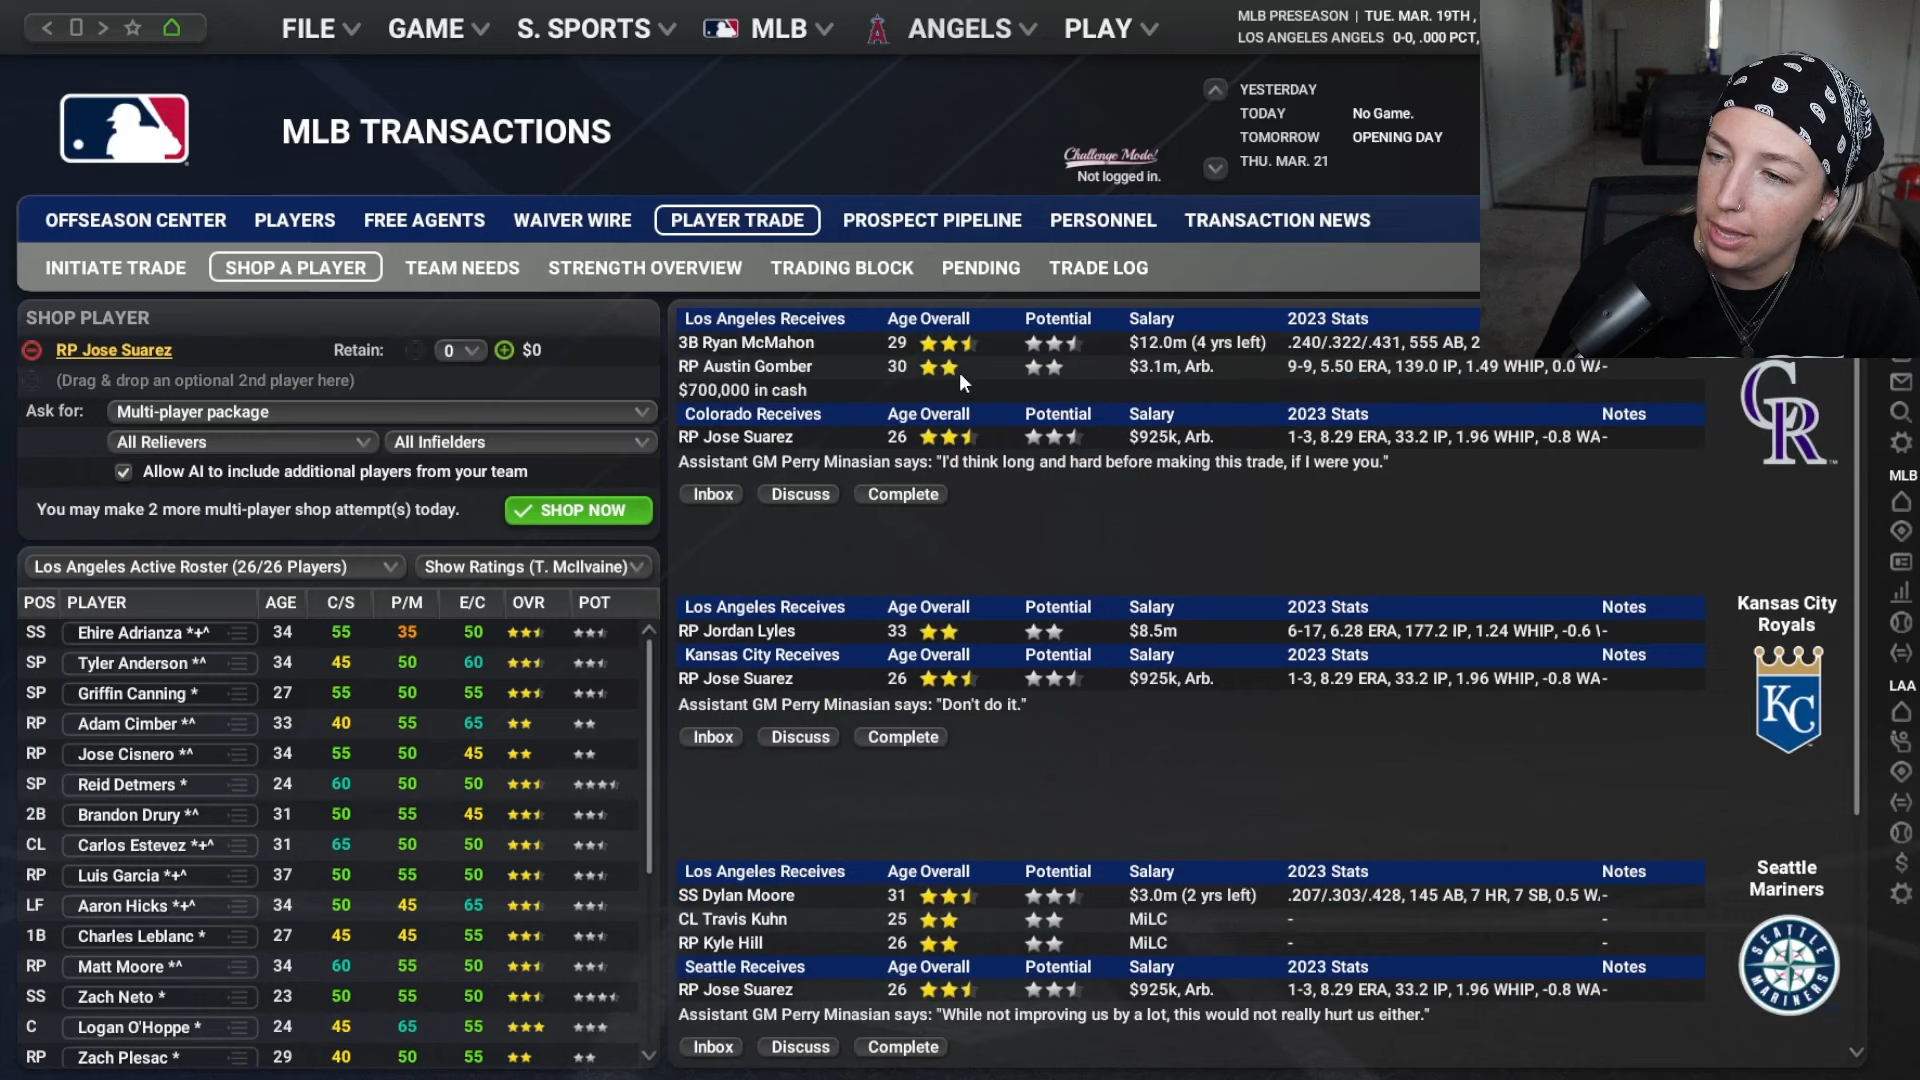 FILE GAME S. SPORTS MLB ANGELS PLAY
MLB PRESEASON | TUE. MAR. 19TH,
LOS ANGELES ANGELS 0-0, .000 PCT,
MLB TRANSACTIONS
Challenge Mode!
Not logged in.
YESTERDAY
TODAY No Game.
TOMORROW OPENING DAY
THU. MAR. 21
OFFSEASON CENTER PLAYERS FREE AGENTS WAIVER WIRE PLAYER TRADE PROSPECT PIPELINE PERSONNEL TRANSACTION NEWS
INITIATE TRADE SHOP A PLAYER TEAM NEEDS STRENGTH OVERVIEW TRADING BLOCK PENDING TRADE LOG
SHOP PLAYER
RP Jose Suarez Retain: 0 $0
(Drag & drop an optional 2nd player here)
Ask for: Multi-player package
All Relievers All Infielders
Allow AI to include additional players from your team
You may make 2 more multi-player shop attempt(s) today. SHOP NOW
Los Angeles Active Roster (26/26 Players) Show Ratings (T. McIlvaine)
POS PLAYER AGE C/S P/M E/C OVR POT
SS Ehire Adrianza *+^ 34 55 35 50
SP Tyler Anderson *^ 34 45 50 60
SP Griffin Canning * 27 55 50 55
RP Adam Cimber *^ 33 40 55 65
RP Jose Cisnero *^ 34 55 50 45
SP Reid Detmers * 24 60 50 50
2B Brandon Drury *^ 31 50 55 45
CL Carlos Estevez *+^ 31 65 50 50
RP Luis Garcia *+^ 37 50 55 50
LF Aaron Hicks *+^ 34 50 45 65
1B Charles Leblanc * 27 45 45 55
RP Matt Moore *^ 34 60 55 50
SS Zach Neto * 23 50 55 50
C Logan O'Hoppe * 24 45 65 55
RP Zach Plesac * 29 40 50 55
Los Angeles Receives Age Overall Potential Salary 2023 Stats
3B Ryan McMahon 29 $12.0m (4 yrs left) .240/.322/.431, 555 AB, 2
RP Austin Gomber 30 $3.1m, Arb. 9-9, 5.50 ERA, 139.0 IP, 1.49 WHIP, 0.0 W/-
$700,000 in cash
Colorado Receives Age Overall Potential Salary 2023 Stats Notes
RP Jose Suarez 26 $925k, Arb. 1-3, 8.29 ERA, 33.2 IP, 1.96 WHIP, -0.8 WA-
Assistant GM Perry Minasian says: "I'd think long and hard before making this trade, if I were you."
Inbox Discuss Complete
CR
Los Angeles Receives Age Overall Potential Salary 2023 Stats Notes
RP Jordan Lyles 33 $8.5m 6-17, 6.28 ERA, 177.2 IP, 1.24 WHIP, -0.6 \-
Kansas City Receives Age Overall Potential Salary 2023 Stats Notes
RP Jose Suarez 26 $925k, Arb. 1-3, 8.29 ERA, 33.2 IP, 1.96 WHIP, -0.8 WA-
Assistant GM Perry Minasian says: "Don't do it."
Inbox Discuss Complete
Kansas City
Royals
KC
Los Angeles Receives Age Overall Potential Salary 2023 Stats Notes
SS Dylan Moore 31 $3.0m (2 yrs left) .207/.303/.428, 145 AB, 7 HR, 7 SB, 0.5 W.-
CL Travis Kuhn 25 MiLC - -
RP Kyle Hill 26 MiLC - -
Seattle Receives Age Overall Potential Salary 2023 Stats Notes
RP Jose Suarez 26 $925k, Arb. 1-3, 8.29 ERA, 33.2 IP, 1.96 WHIP, -0.8 WA-
Assistant GM Perry Minasian says: "While not improving us by a lot, this would not really hurt us either."
Inbox Discuss Complete
Seattle
Mariners
SEATTLE
MARINERS
MLB
LAA